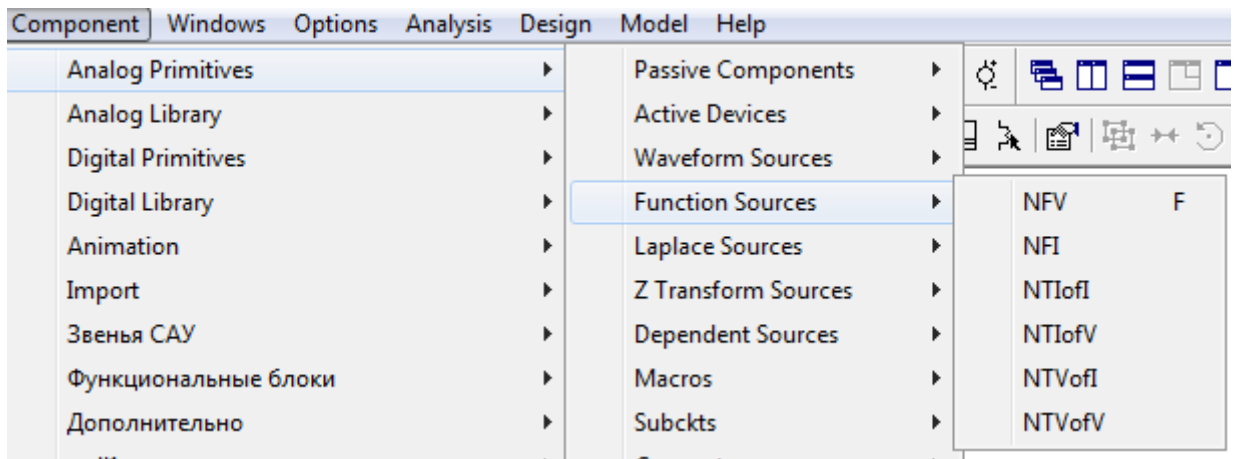 Component Windows Options Analysis Design Model Help
Analog Primitives
Analog Library
Digital Primitives
Digital Library
Animation
Import
Звенья САУ
Функциональные блоки
Дополнительно
Passive Components
Active Devices
Waveform Sources
Function Sources
Laplace Sources
Z Transform Sources
Dependent Sources
Macros
Subckts
NFV F
NFI
NTIofI
NTIofV
NTVofI
NTVofV